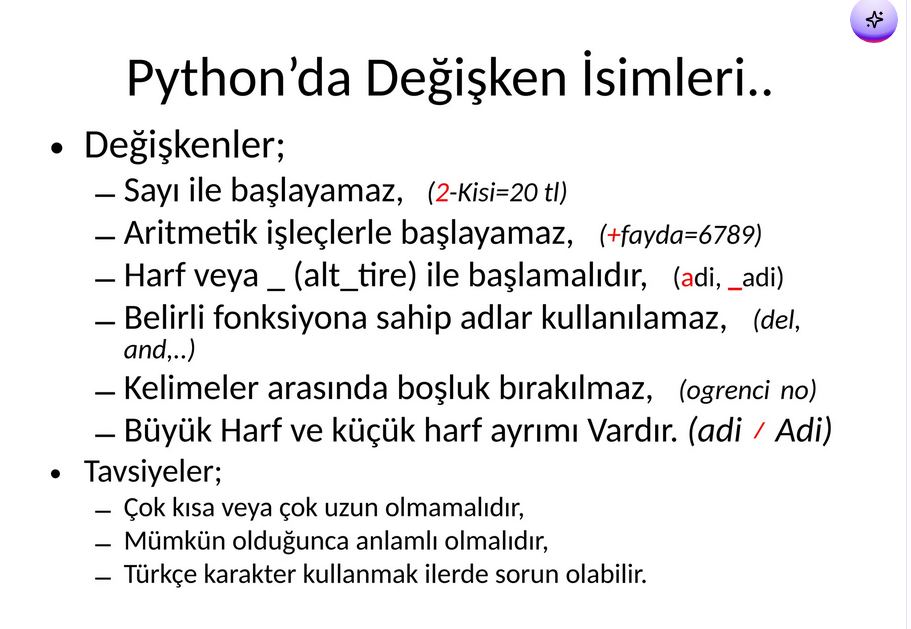 Python’da Değişken İsimleri..
• Değişkenler;
– Sayı ile başlayamaz, (2-Kisi=20 tl)
– Aritmetik işleçlerle başlayamaz, (+fayda=6789)
– Harf veya _ (alt_tire) ile başlamalıdır, (adi, _adi)
– Belirli fonksiyona sahip adlar kullanılamaz, (del,
and,..)
– Kelimeler arasında boşluk bırakılmaz, (ogrenci no)
– Büyük Harf ve küçük harf ayrımı Vardır. (adi / Adi)
• Tavsiyeler;
– Çok kısa veya çok uzun olmamalıdır,
– Mümkün olduğunca anlamlı olmalıdır,
– Türkçe karakter kullanmak ilerde sorun olabilir.